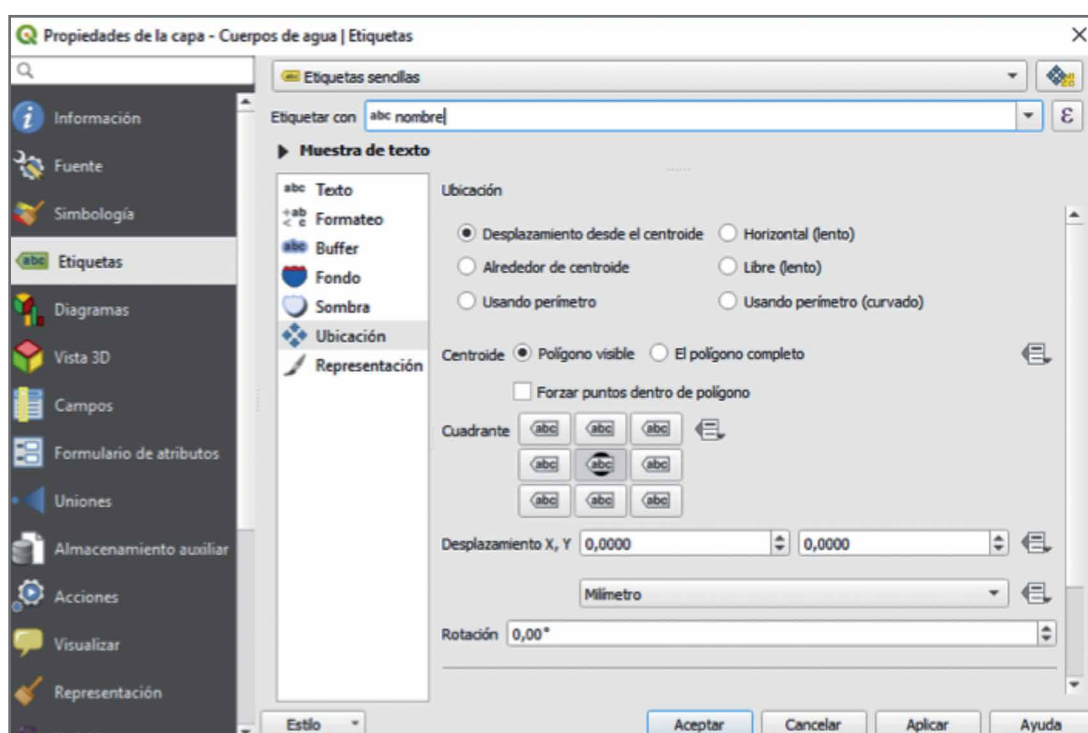 Propiedades de la capa - Cuerpos de agua | Etiquetas
Información
Fuente
Simbología
abc Etiquetas
Diagramas
Vista 3D
Campos
Formulario de atributos
Uniones
Almacenamiento auxiliar
Acciones
Visualizar
Representación
Etiquetas sencillas
Etiquetar con abc nombre
ε
Muestra de texto
abc Texto
+ab < c Formateo
abc Buffer
Fondo
Sombra
Ubicación
Representación
Ubicación
Desplazamiento desde el centroide Horizontal (lento)
Alrededor de centroide Libre (lento)
Usando perímetro Usando perímetro (curvado)
Centroide Polígono visible El polígono completo
Forzar puntos dentro de polígono
Cuadrante abc abc abc
abc abc abc
abc abc abc
Desplazamiento X, Y 0,0000 0,0000
Milímetro
Rotación 0,00°
Estilo Aceptar Cancelar Aplicar Ayuda